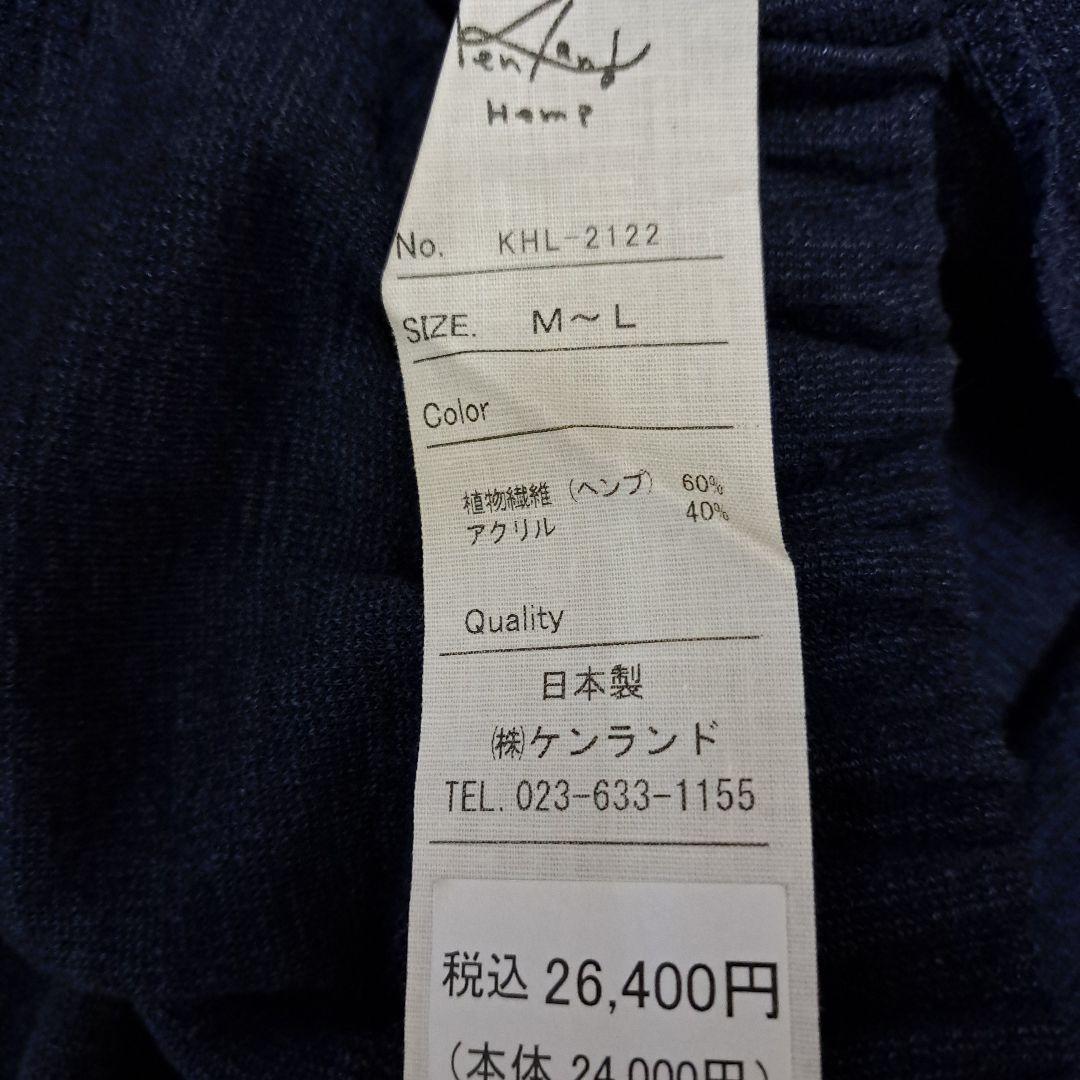 KenLand
Hemp
No. KHL-2122
SIZE. M～L
Color
植物繊維 (ヘンプ) 60%
アクリル 40%
Quality
日本製
㈱ケンランド
TEL. 023-633-1155
税込 26,400円
(本体 24,000円)